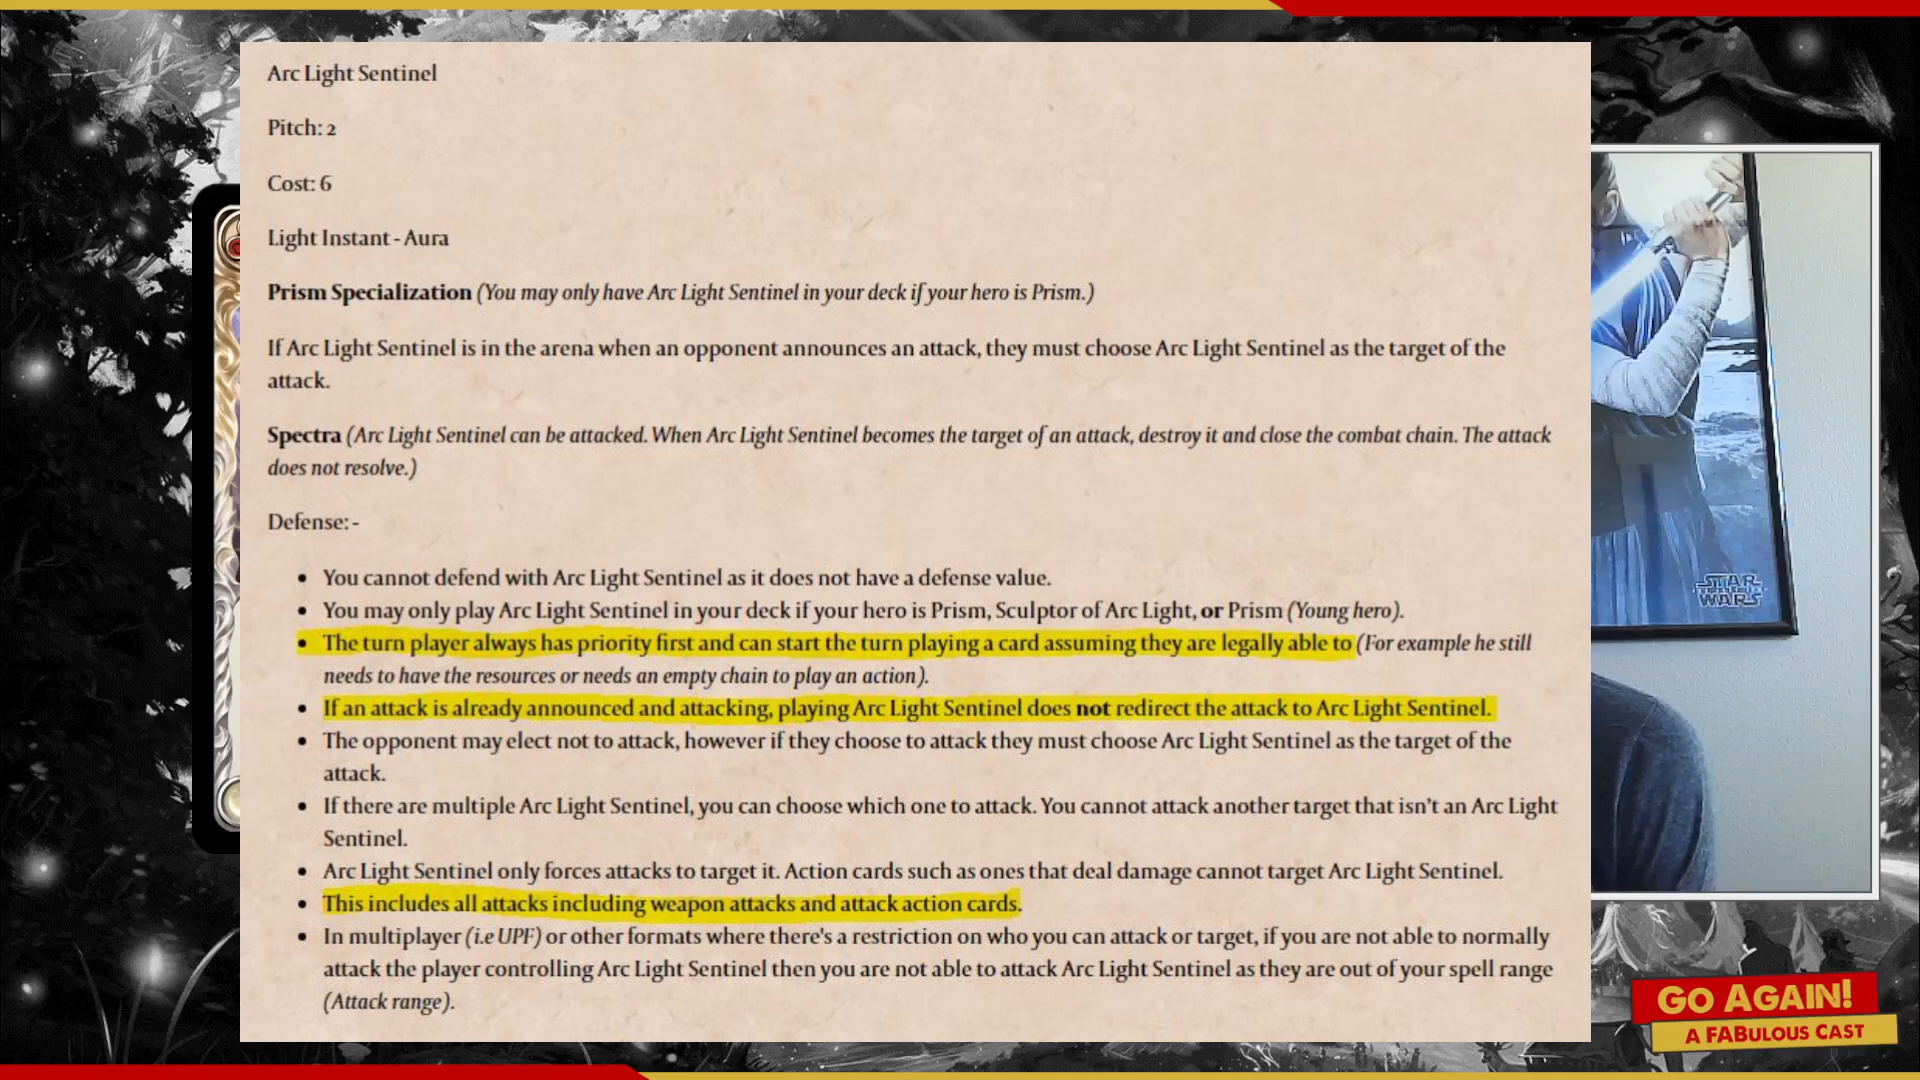 Arc Light Sentinel
Pitch: 2
Cost: 6
Light Instant - Aura
Prism Specialization (You may only have Arc Light Sentinel in your deck if your hero is Prism.)
If Arc Light Sentinel is in the arena when an opponent announces an attack, they must choose Arc Light Sentinel as the target of the
attack.
Spectra (Arc Light Sentinel can be attacked. When Arc Light Sentinel becomes the target of an attack, destroy it and close the combat chain. The attack
does not resolve.)
Defense: -
• You cannot defend with Arc Light Sentinel as it does not have a defense value.
• You may only play Arc Light Sentinel in your deck if your hero is Prism, Sculptor of Arc Light, or Prism (Young hero).
• The turn player always has priority first and can start the turn playing a card assuming they are legally able to (For example he still
needs to have the resources or needs an empty chain to play an action).
• If an attack is already announced and attacking, playing Arc Light Sentinel does not redirect the attack to Arc Light Sentinel.
• The opponent may elect not to attack, however if they choose to attack they must choose Arc Light Sentinel as the target of the
attack.
• If there are multiple Arc Light Sentinel, you can choose which one to attack. You cannot attack another target that isn't an Arc Light
Sentinel.
• Arc Light Sentinel only forces attacks to target it. Action cards such as ones that deal damage cannot target Arc Light Sentinel.
• This includes all attacks including weapon attacks and attack action cards.
• In multiplayer (i.e UPF) or other formats where there's a restriction on who you can attack or target, if you are not able to normally
attack the player controlling Arc Light Sentinel then you are not able to attack Arc Light Sentinel as they are out of your spell range
(Attack range).
STAR
WARS
GO AGAIN!
A FABULOUS CAST